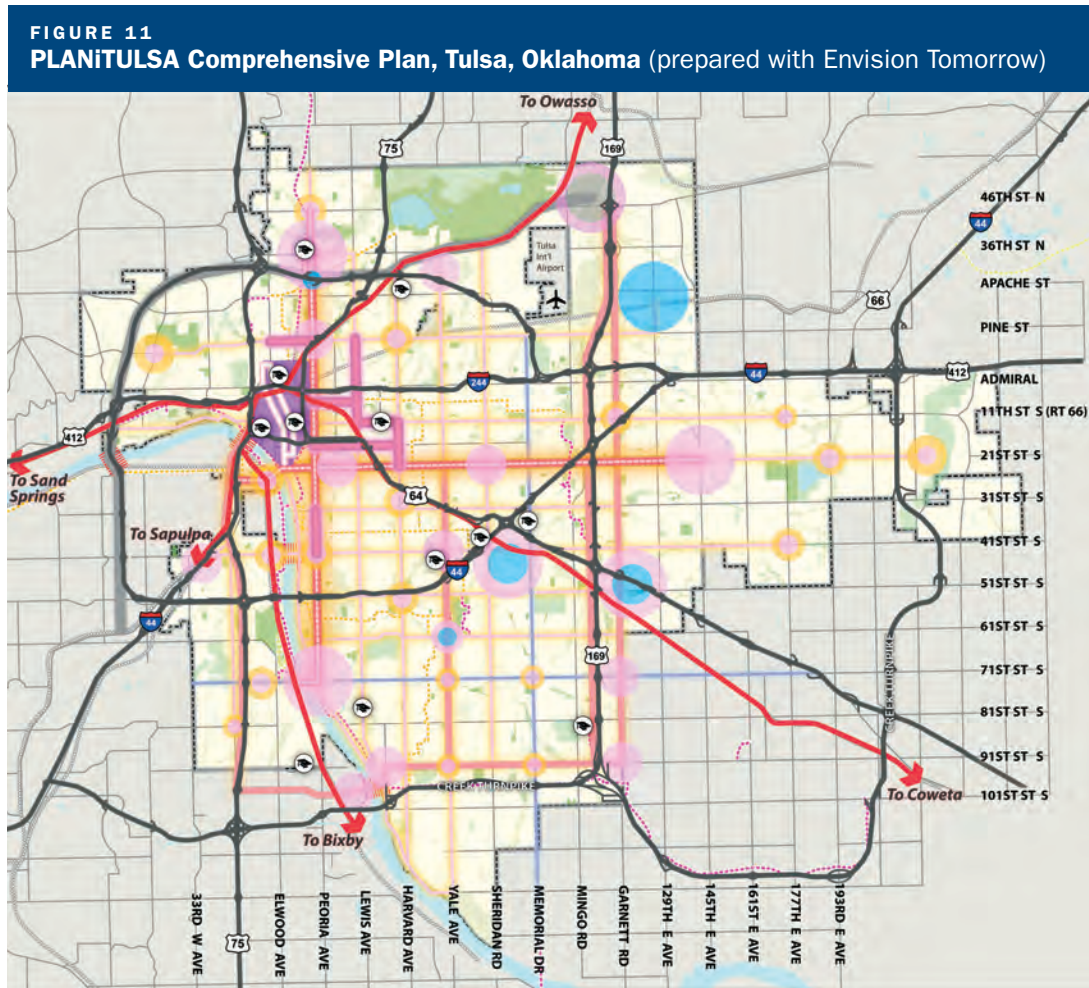 FIGURE 11
PLANiTULSA Comprehensive Plan, Tulsa, Oklahoma (prepared with Envision Tomorrow)
To Owasso
75
169
46TH ST N
44
36TH ST N
Tulsa
Int'l
Airport
APACHE ST
66
PINE ST
244
44
412
ADMIRAL
11TH ST S (RT 66)
412
21ST ST S
To Sand
Springs
64
31ST ST S
To Sapulpa
41ST ST S
44
51ST ST S
44
61ST ST S
169
71ST ST S
81ST ST S
91ST ST S
CREEK TURNPIKE
To Coweta
101ST ST S
To Bixby
33RD W AVE
75
ELWOOD AVE
PEORIA AVE
LEWIS AVE
HARVARD AVE
YALE AVE
SHERIDAN RD
MEMORIAL DR
MINGO RD
GARNETT RD
129TH E AVE
145TH E AVE
161ST E AVE
177TH E AVE
193RD E AVE